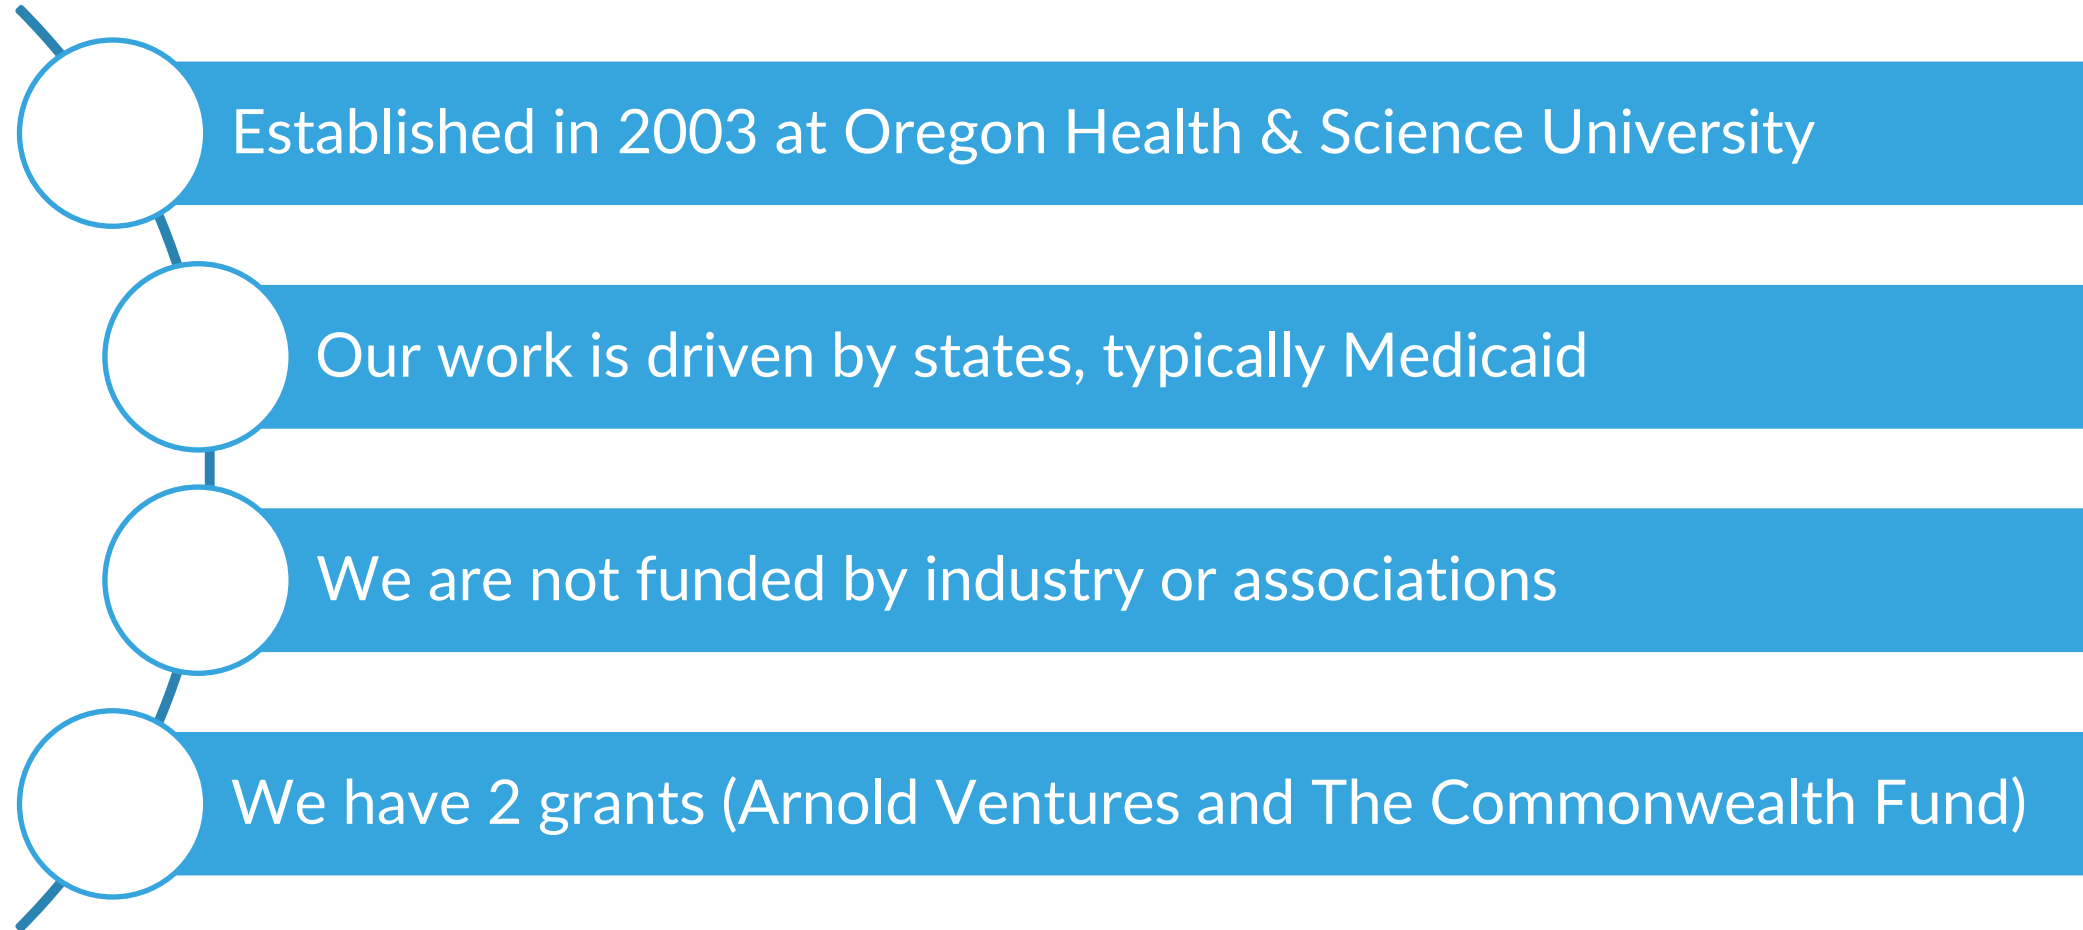 Established in 2003 at Oregon Health & Science University
Our work is driven by states, typically Medicaid
We are not funded by industry or associations
We have 2 grants (Arnold Ventures and The Commonwealth Fund)